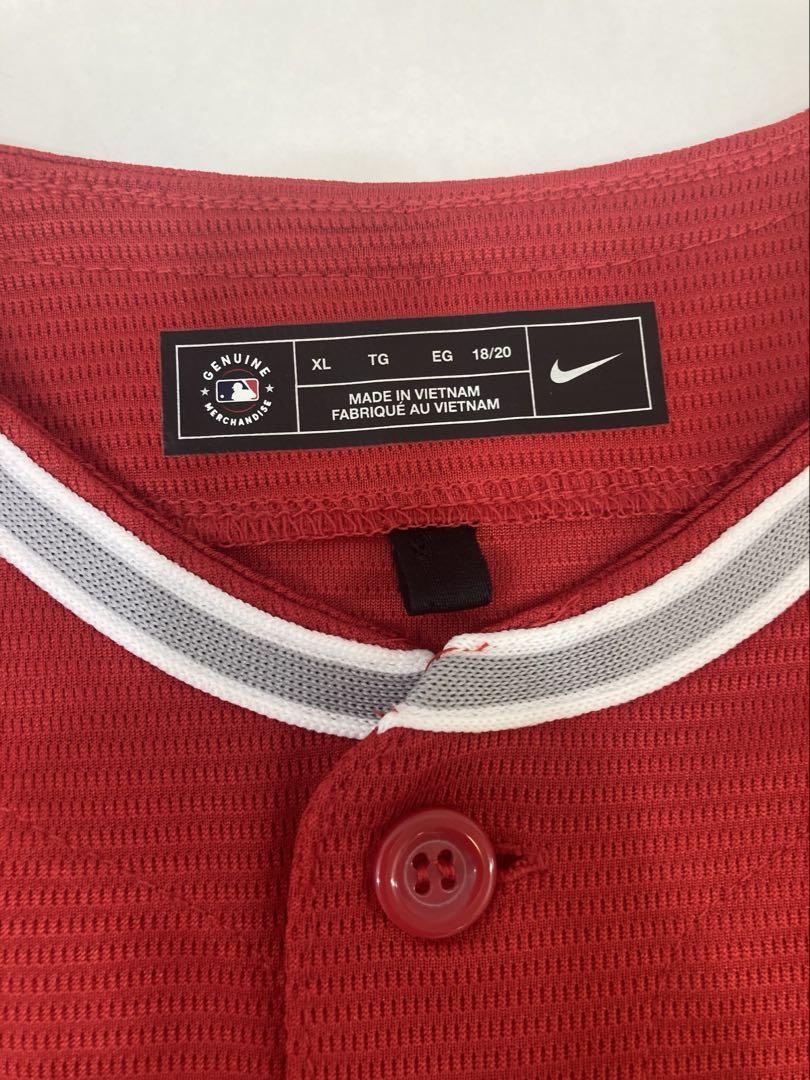 GENUINE
MERCHANDISE
XL TG EG 18/20
MADE IN VIETNAM
FABRIQUÉ AU VIETNAM